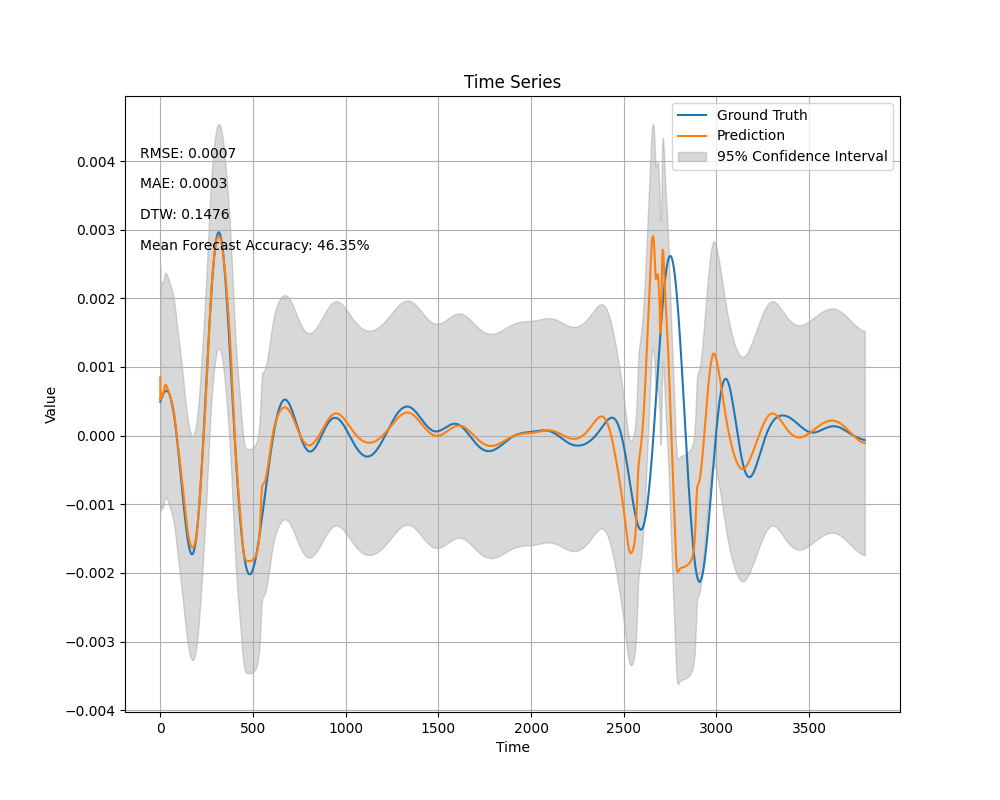 Time Series
Ground Truth
Prediction
95% Confidence Interval
RMSE: 0.0007
MAE: 0.0003
DTW: 0.1476
Mean Forecast Accuracy: 46.35%
Value
0.004
0.003
0.002
0.001
0.000
−0.001
−0.002
−0.003
−0.004
0 500 1000 1500 2000 2500 3000 3500
Time